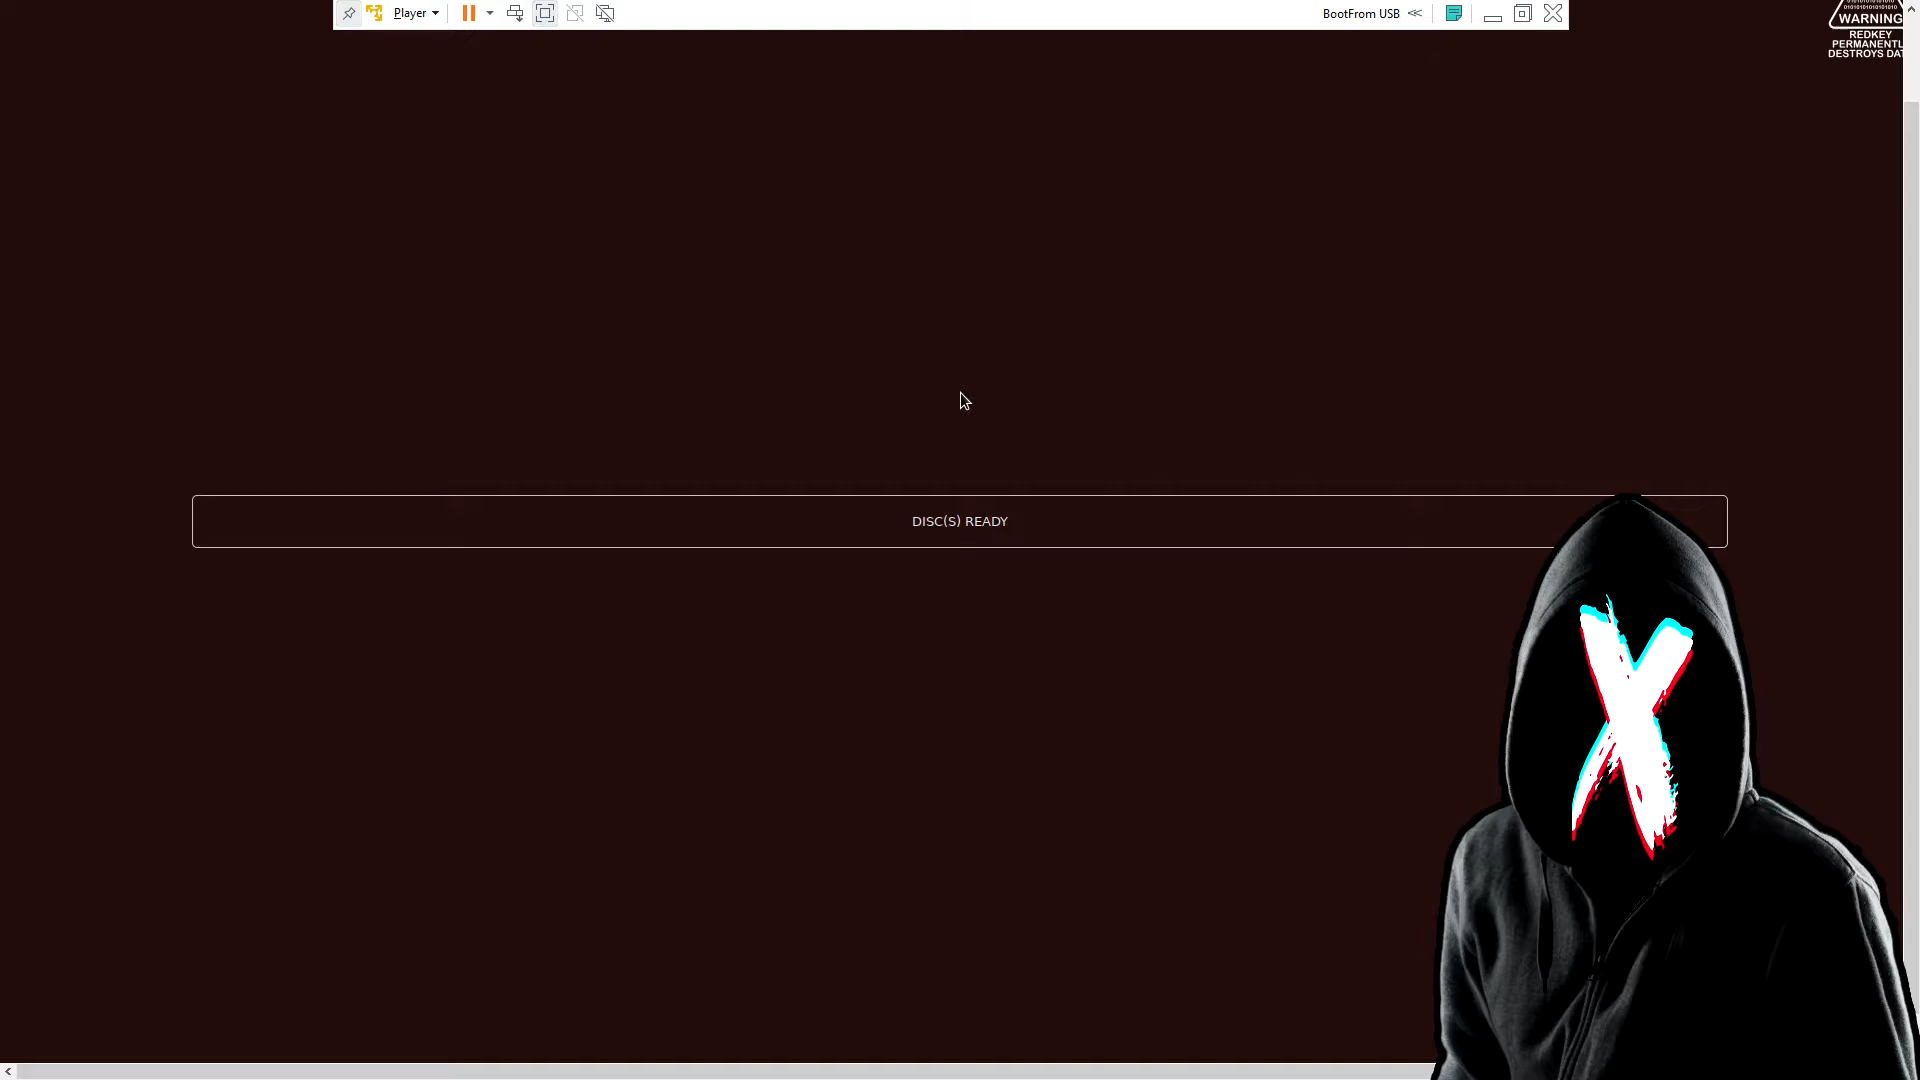 Player
BootFrom USB
WARNING
REDKEY
PERMANENTL
DESTROYS DAT
DISC(S) READY
X